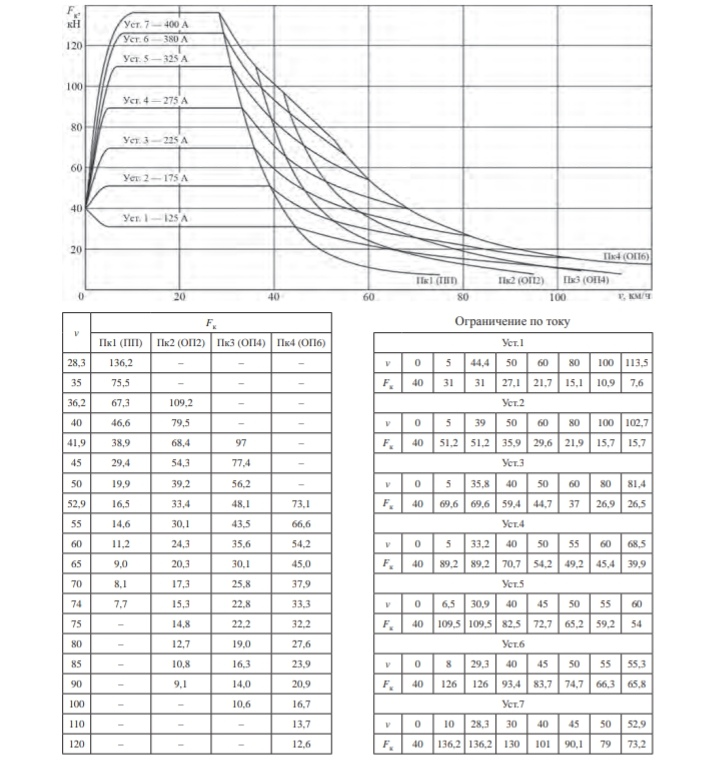 Fк,
кН
120
100
80
60
40
20
0
20
40
60
80
100
v, км/ч
Уст. 7 — 400 А
Уст. 6 — 380 А
Уст. 5 — 325 А
Уст. 4 — 275 А
Уст. 3 — 225 А
Уст. 2 — 175 А
Уст. 1 — 125 А
Пк4 (ОП6)
Пк1 (ПП)
Пк2 (ОП2)
Пк3 (ОП4)
v Fк
Пк1 (ПП) Пк2 (ОП2) Пк3 (ОП4) Пк4 (ОП6)
28,3 136,2 – – –
35 75,5 – – –
36,2 67,3 109,2 – –
40 46,6 79,5 – –
41,9 38,9 68,4 97 –
45 29,4 54,3 77,4 –
50 19,9 39,2 56,2 –
52,9 16,5 33,4 48,1 73,1
55 14,6 30,1 43,5 66,6
60 11,2 24,3 35,6 54,2
65 9,0 20,3 30,1 45,0
70 8,1 17,3 25,8 37,9
74 7,7 15,3 22,8 33,3
75 – 14,8 22,2 32,2
80 – 12,7 19,0 27,6
85 – 10,8 16,3 23,9
90 – 9,1 14,0 20,9
100 – – 10,6 16,7
110 – – – 13,7
120 – – – 12,6
Ограничение по току
Уст.1
v 0 5 44,4 50 60 80 100 113,5
Fк 40 31 31 27,1 21,7 15,1 10,9 7,6
Уст.2
v 0 5 39 50 60 80 100 102,7
Fк 40 51,2 51,2 35,9 29,6 21,9 15,7 15,7
Уст.3
v 0 5 35,8 40 50 60 80 81,4
Fк 40 69,6 69,6 59,4 44,7 37 26,9 26,5
Уст.4
v 0 5 33,2 40 50 55 60 68,5
Fк 40 89,2 89,2 70,7 54,2 49,2 45,4 39,9
Уст.5
v 0 6,5 30,9 40 45 50 55 60
Fк 40 109,5 109,5 82,5 72,7 65,2 59,2 54
Уст.6
v 0 8 29,3 40 45 50 55 55,3
Fк 40 126 126 93,4 83,7 74,7 66,3 65,8
Уст.7
v 0 10 28,3 30 40 45 50 52,9
Fк 40 136,2 136,2 130 101 90,1 79 73,2